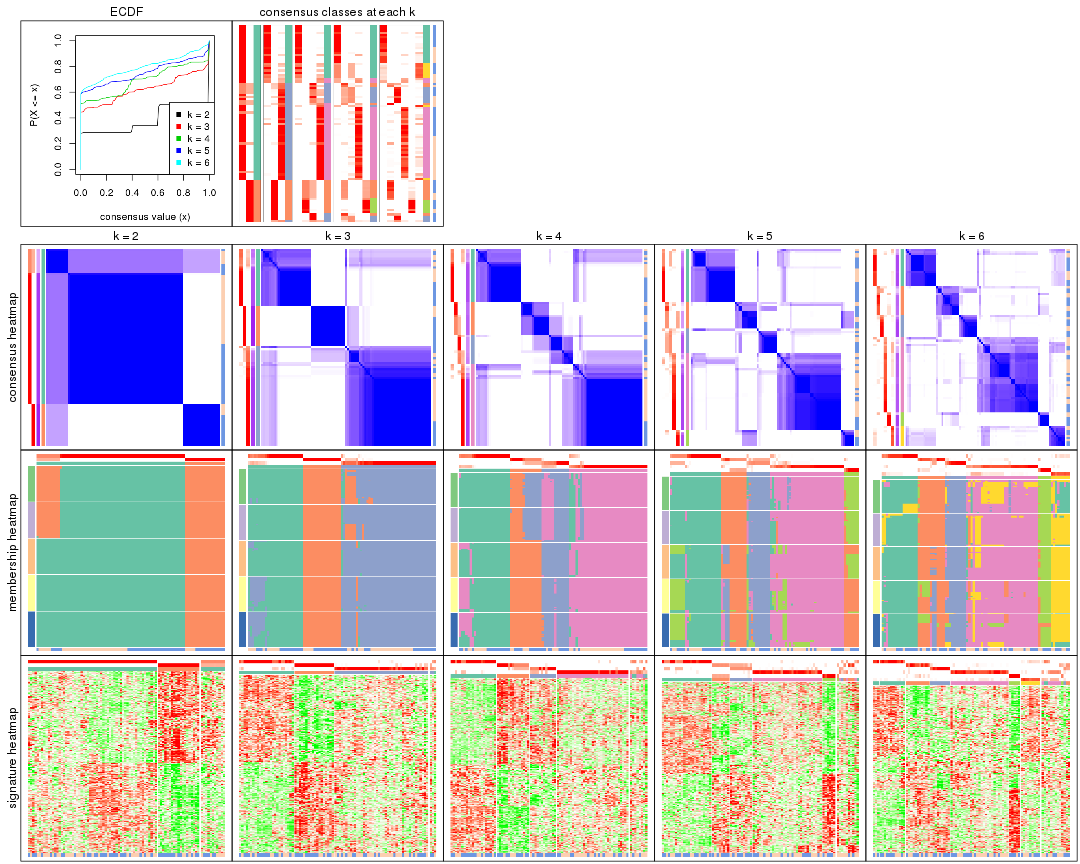 ECDF
consensus classes at each k
P(X <= x)
0.0 0.2 0.4 0.6 0.8 1.0
k = 2
k = 3
k = 4
k = 5
k = 6
0.0 0.2 0.4 0.6 0.8 1.0
consensus value (x)
k = 2 k = 3 k = 4 k = 5 k = 6
consensus heatmap
membership heatmap
signature heatmap